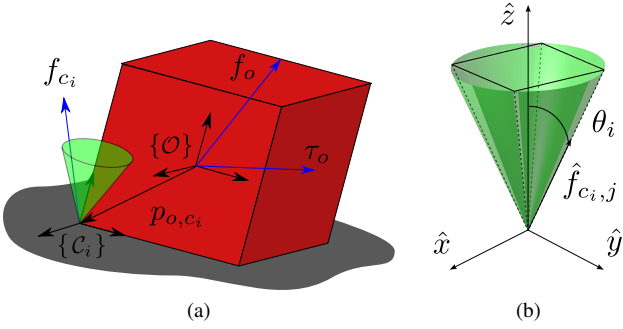 f_{c_i}
f_o
{𝒪}
τ_o
p_{o,c_i}
{𝒞_i}
(a)
ẑ
θ_i
f̂_{c_i,j}
x̂
ŷ
(b)